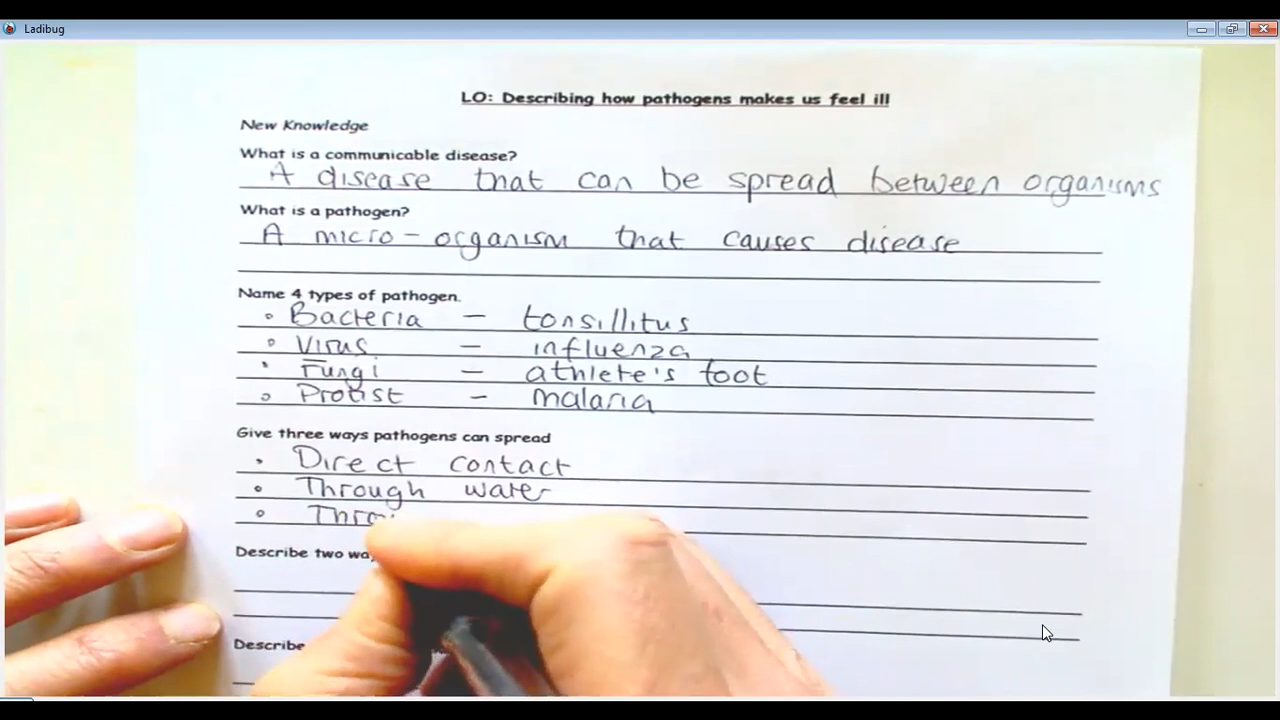 Ladibug
LO: Describing how pathogens makes us feel ill
New Knowledge
What is a communicable disease?
A disease that can be spread between organisms
What is a pathogen?
A micro-organism that causes disease
Name 4 types of pathogen.
• Bacteria - tonsillitus
• Virus - influenza
• Fungi - athlete's foot
• Protist - malaria
Give three ways pathogens can spread
• Direct contact
• Through water
• Thro
Describe two
Describe